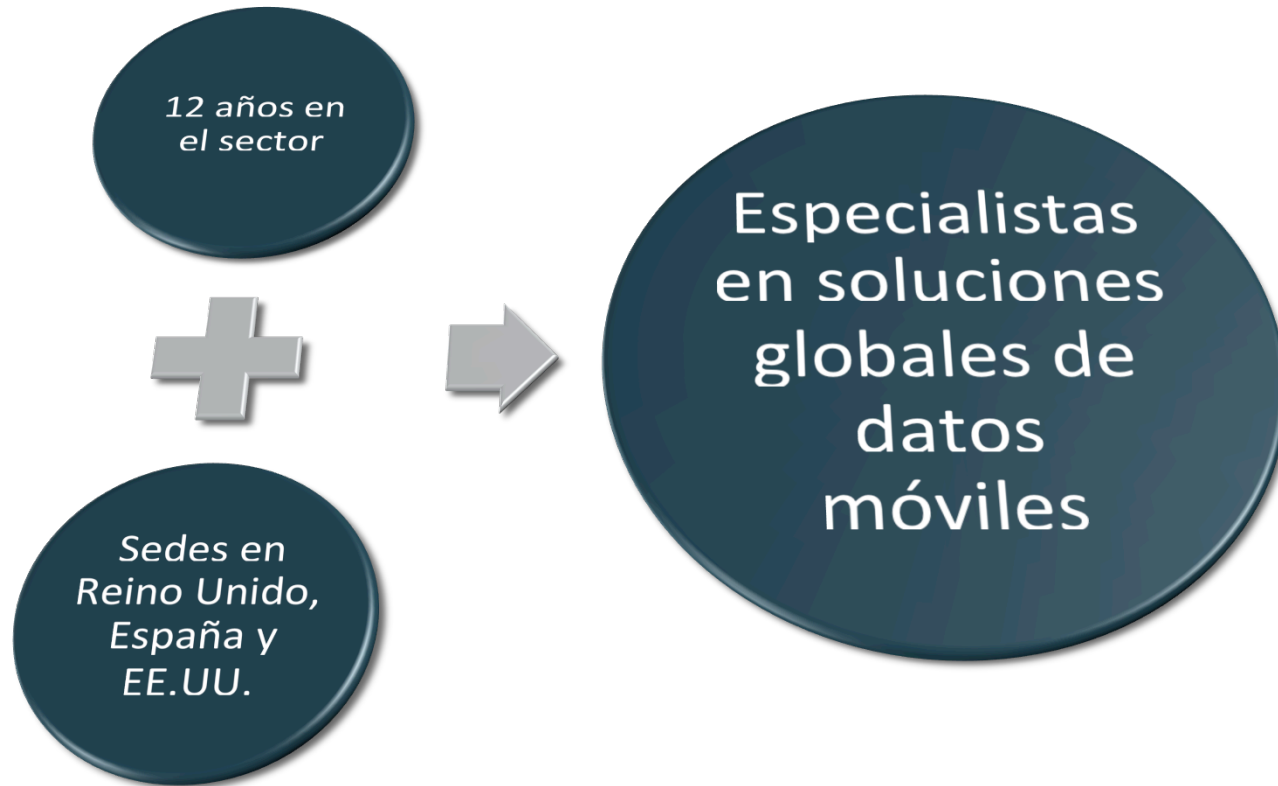 12 años en
el sector
Sedes en
Reino Unido,
España y
EE.UU.
Especialistas
en soluciones
globales de
datos
móviles